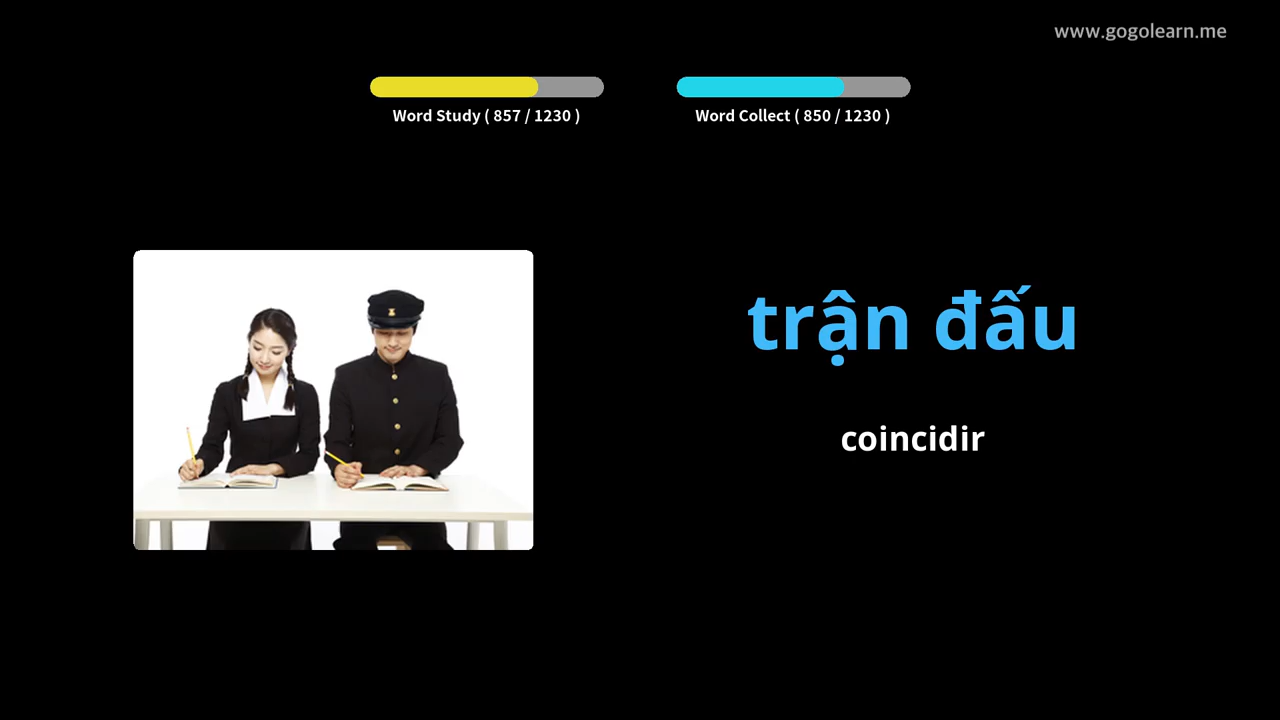 www.gogolearn.me
Word Study ( 857 / 1230 )
Word Collect ( 850 / 1230 )
trận đấu
coincidir